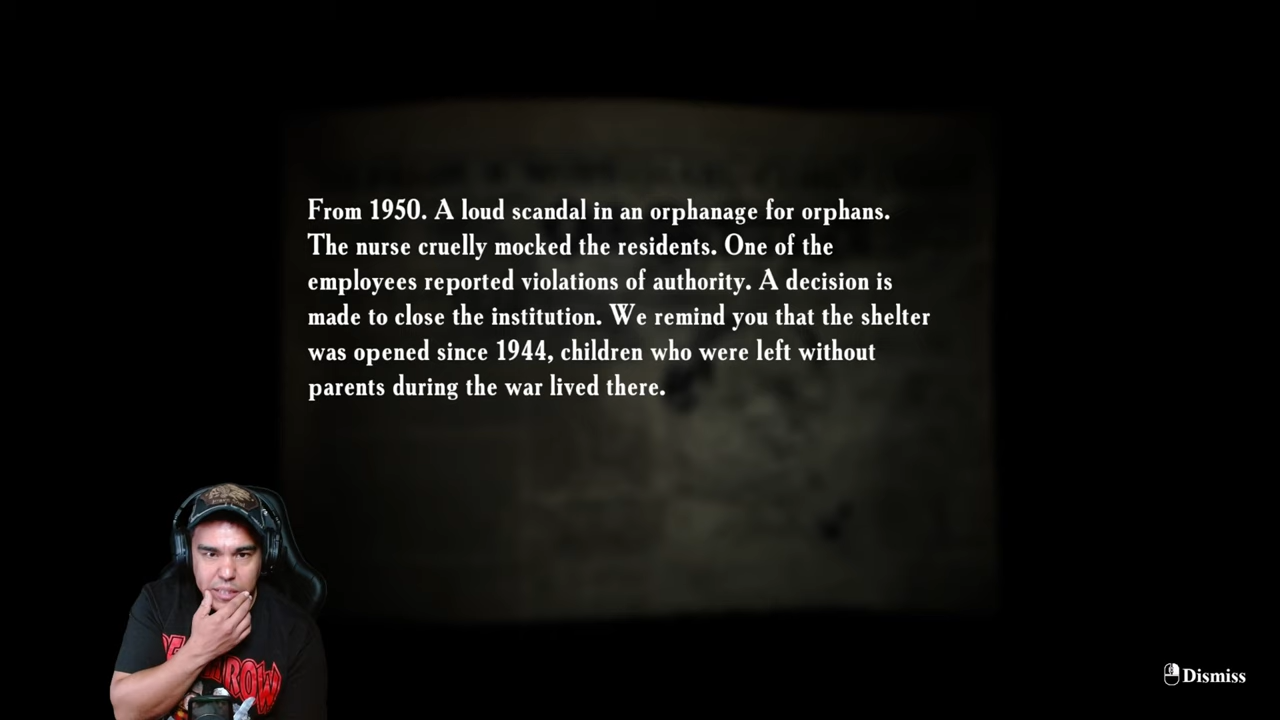 From 1950. A loud scandal in an orphanage for orphans.
The nurse cruelly mocked the residents. One of the
employees reported violations of authority. A decision is
made to close the institution. We remind you that the shelter
was opened since 1944, children who were left without
parents during the war lived there.
Dismiss